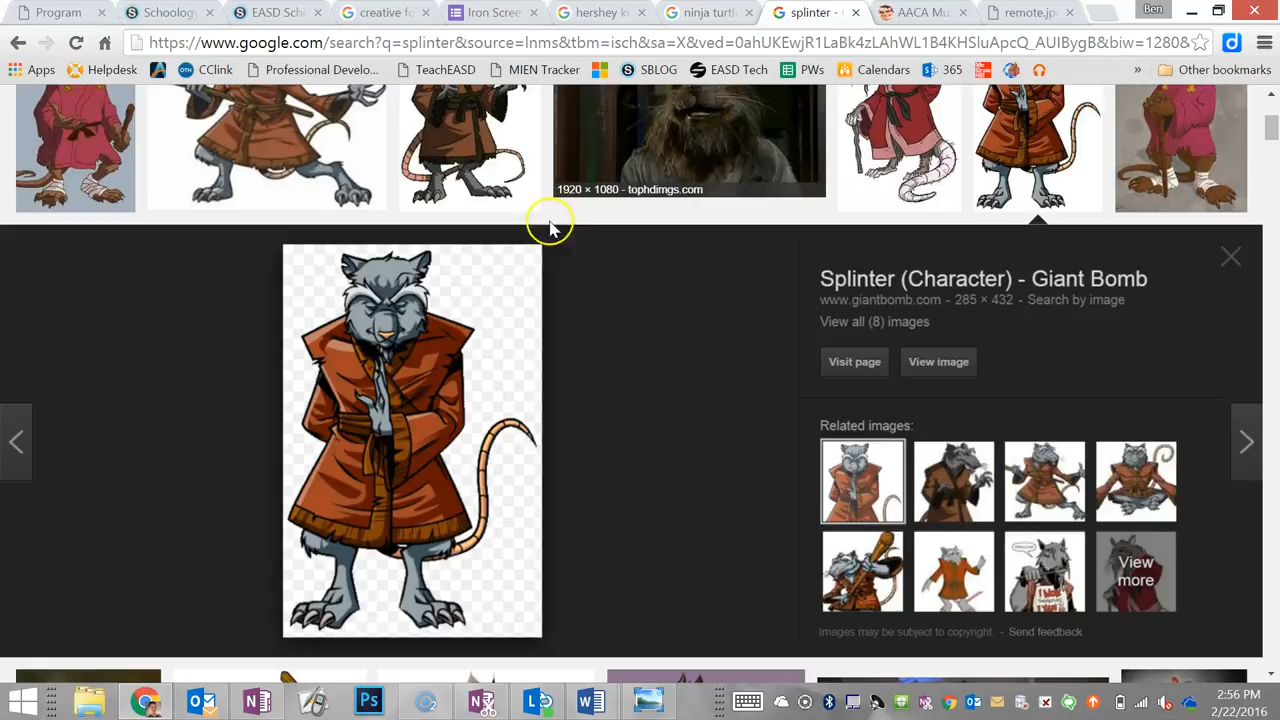 Program
Schoology
EASD Sch
creative fo
Iron Scree
hershey ki
ninja turtl
splinter - G
AACA Mu
remote.jp
Ben
https://www.google.com/search?q=splinter&source=lnms&tbm=isch&sa=X&ved=0ahUKEwjR1LaBk4zLAhWL1B4KHSluApcQ_AUIBygB&biw=1280&
Apps
Helpdesk
CClink
Professional Develo...
TeachEASD
MIEN Tracker
SBLOG
EASD Tech
PWs
Calendars
365
»
Other bookmarks
1920 × 1080 - tophdimgs.com
Splinter (Character) - Giant Bomb
www.giantbomb.com - 285 × 432 - Search by image
View all (8) images
Visit page
View image
Related images:
View
more
Images may be subject to copyright. - Send feedback
Ps
2:56 PM
2/22/2016